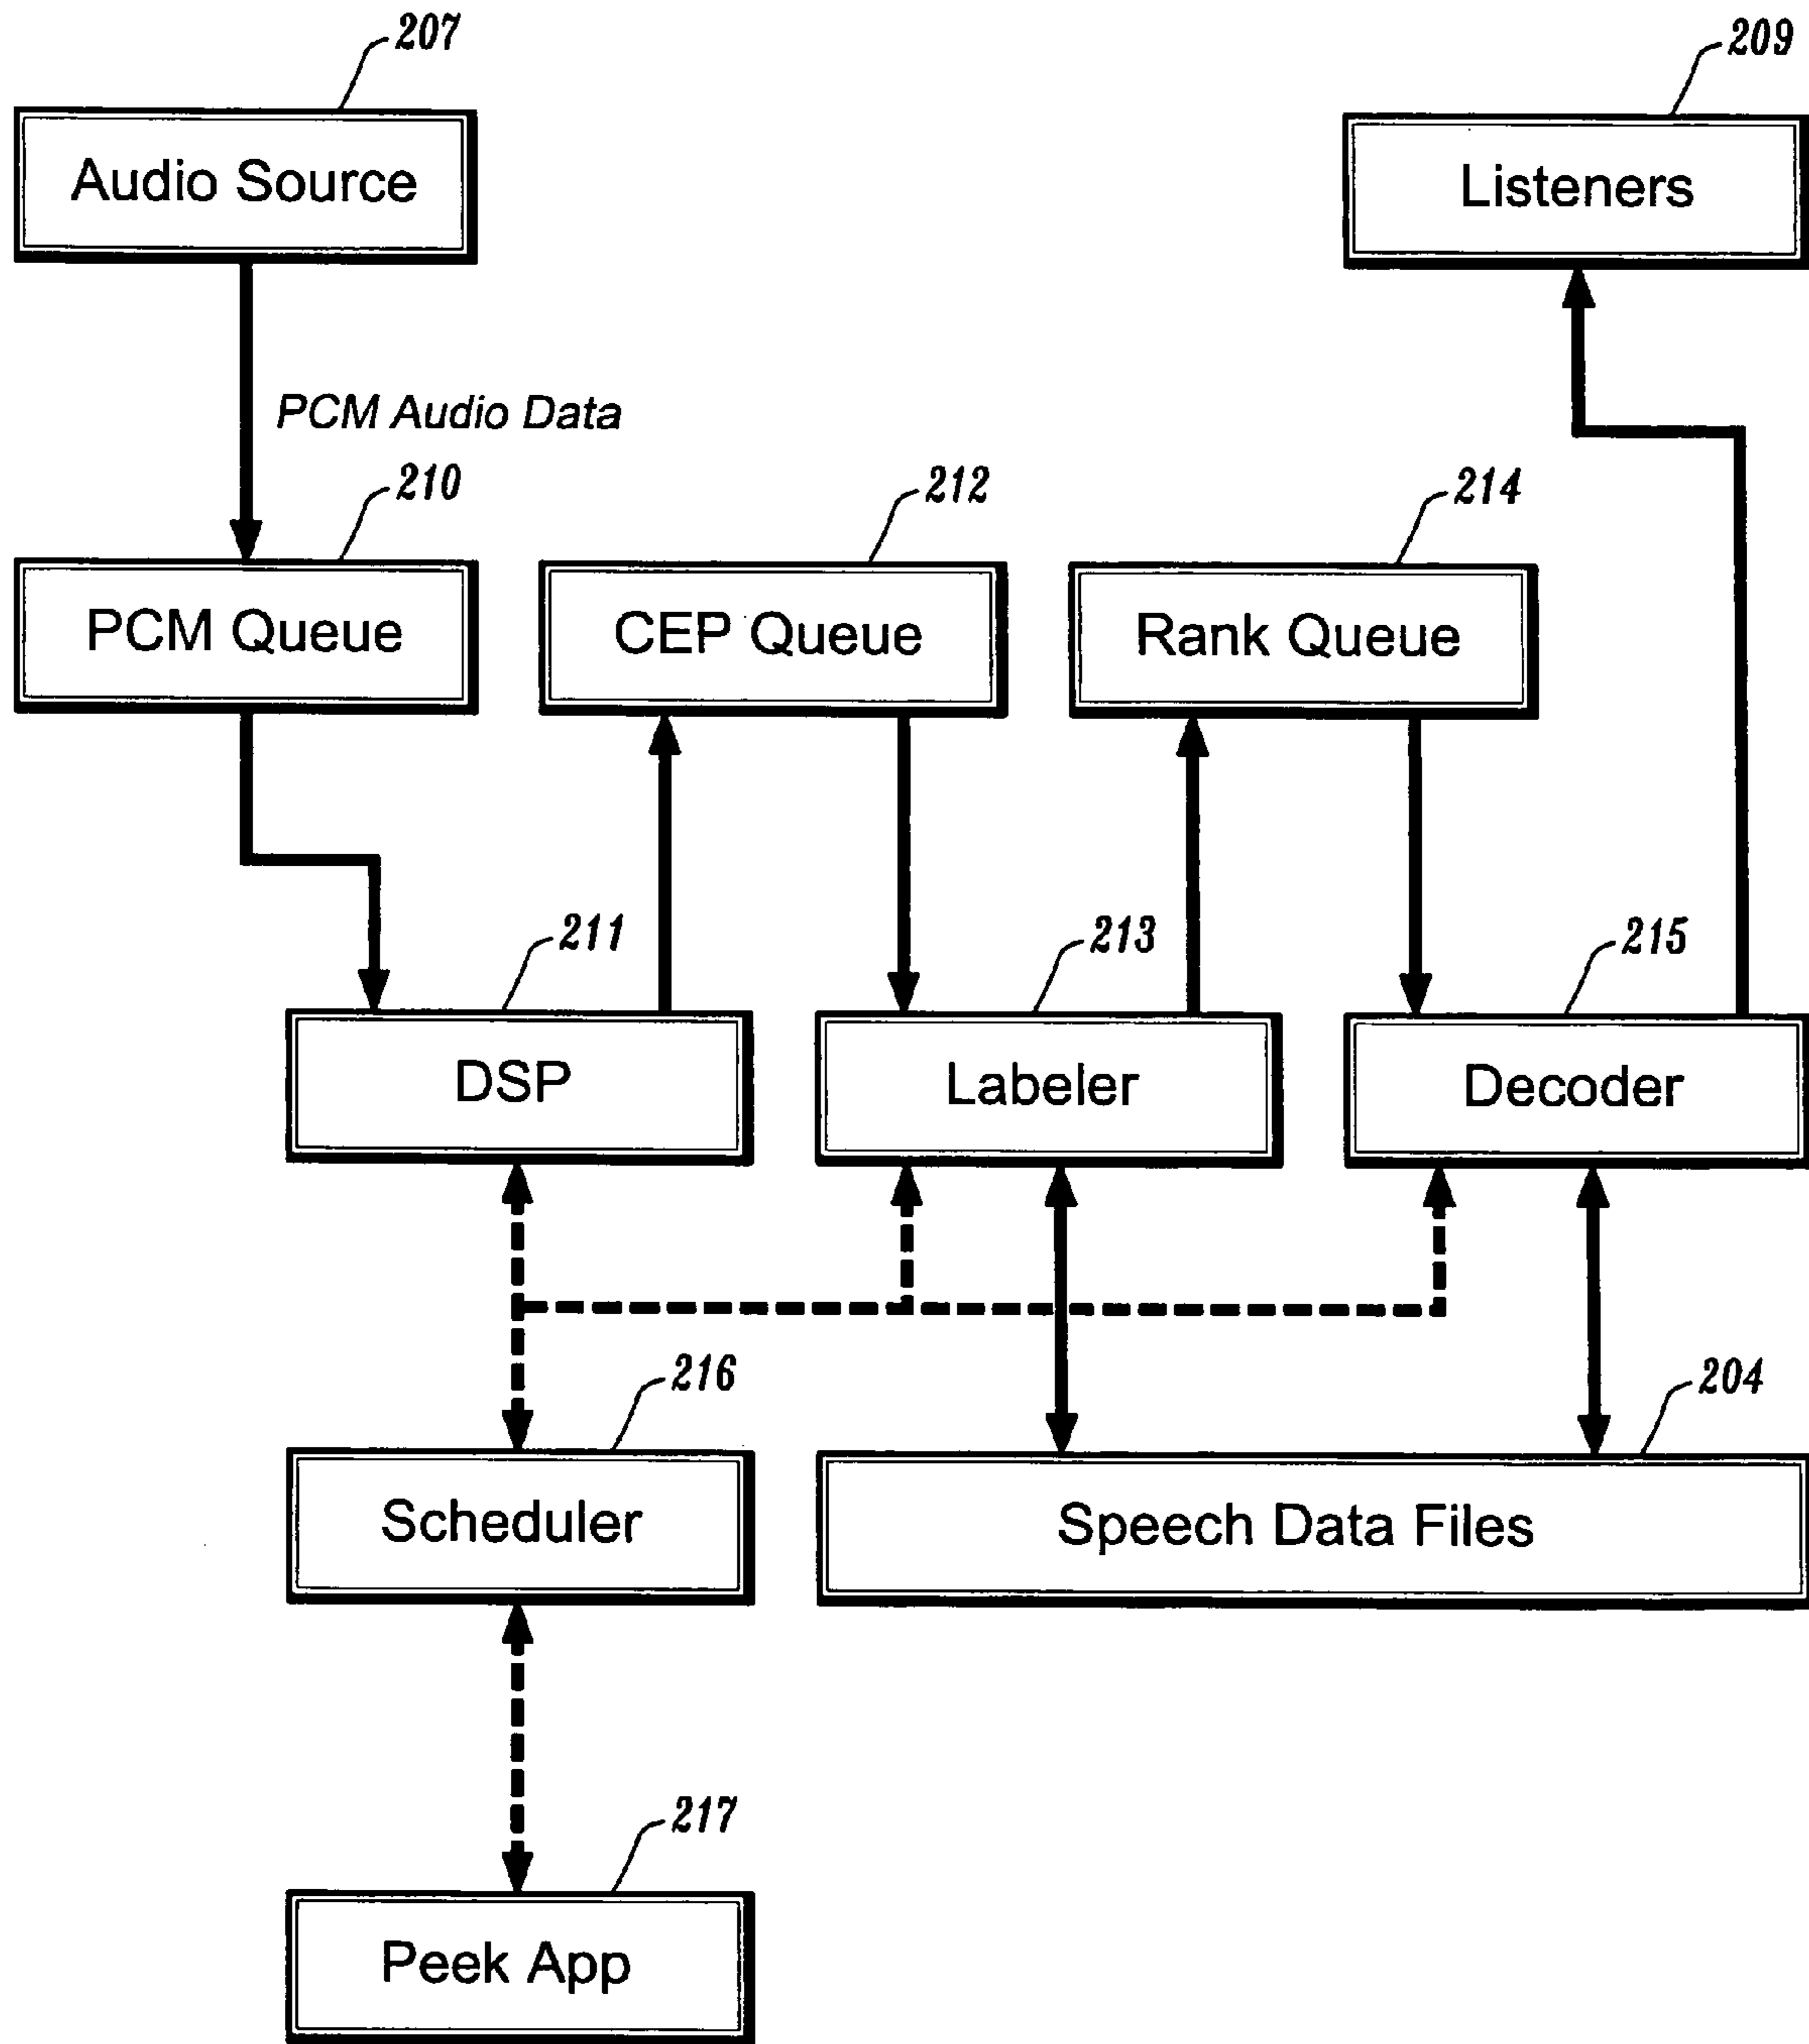 207
209
Audio Source
Listeners
PCM Audio Data
210
212
214
PCM Queue
CEP Queue
Rank Queue
211
213
215
DSP
Labeler
Decoder
216
204
Scheduler
Speech Data Files
217
Peek App